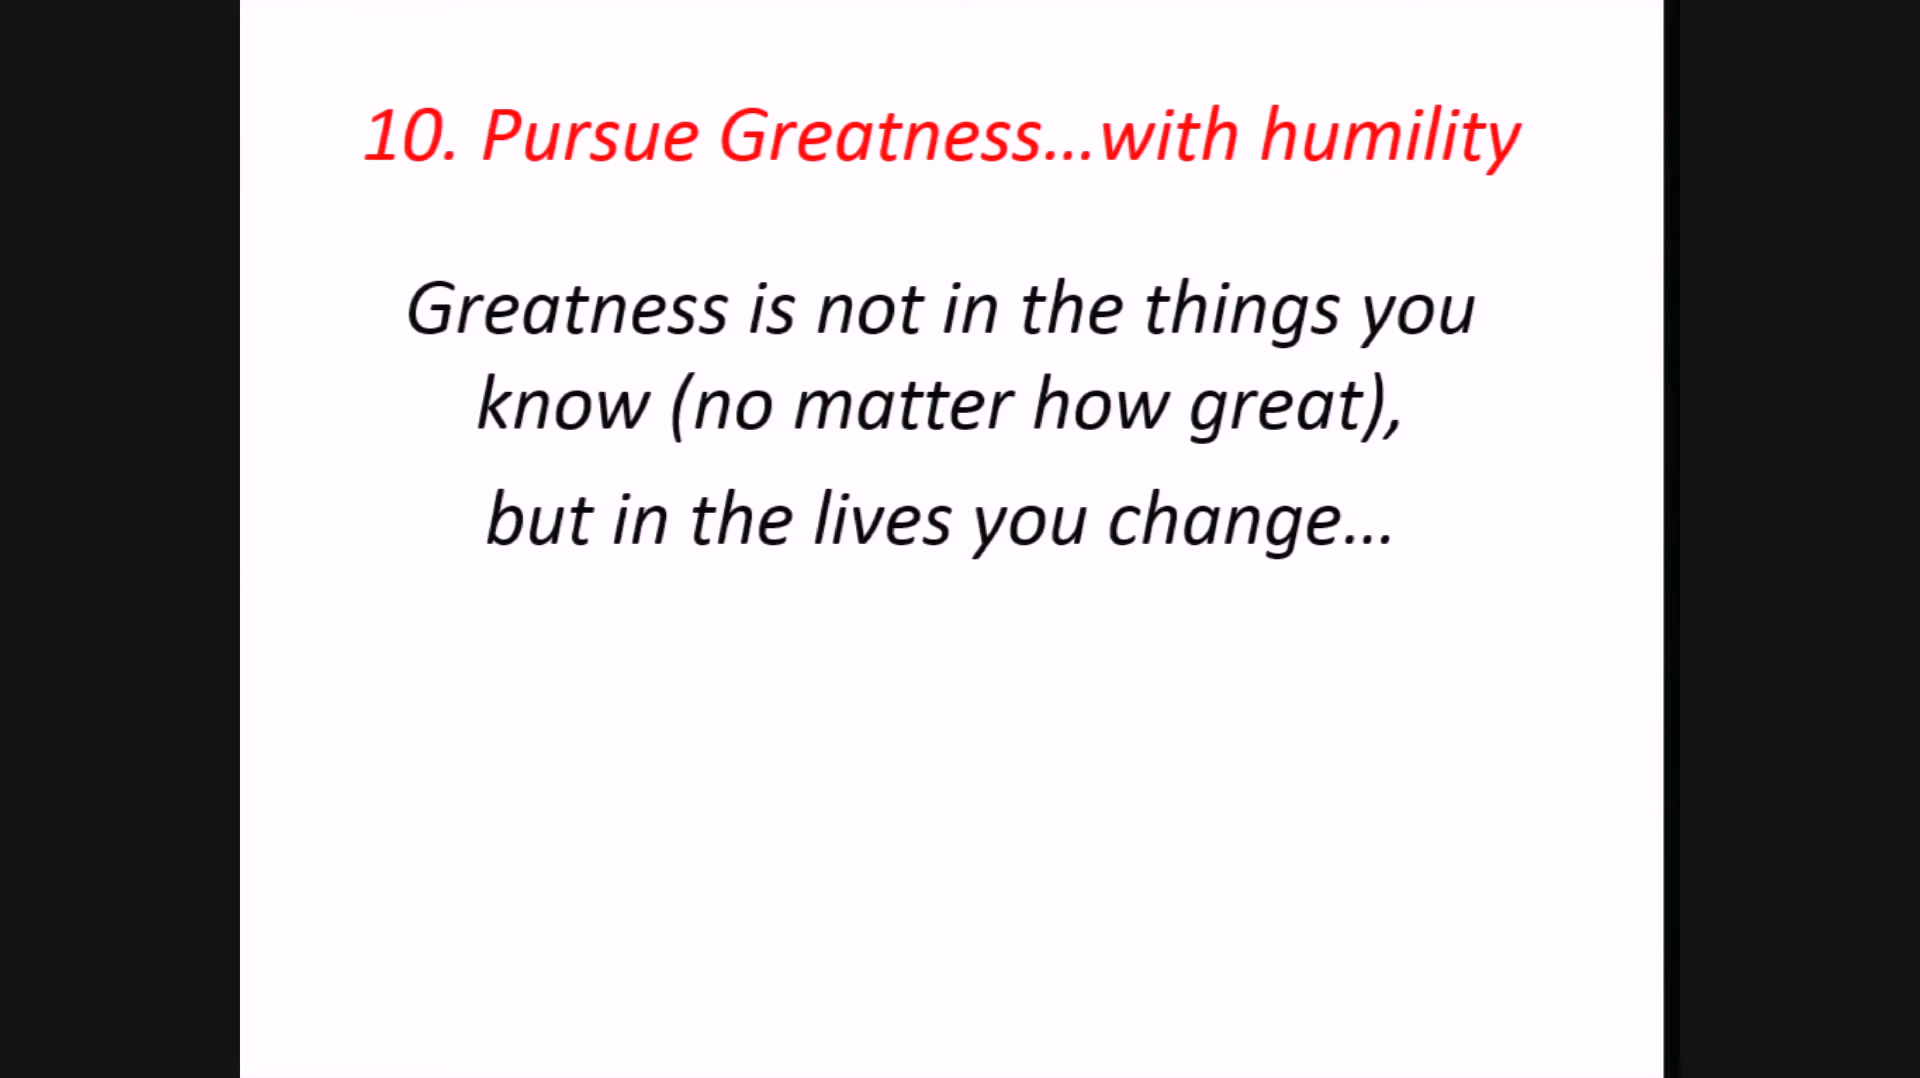 10. Pursue Greatness...with humility
Greatness is not in the things you
know (no matter how great),
but in the lives you change...